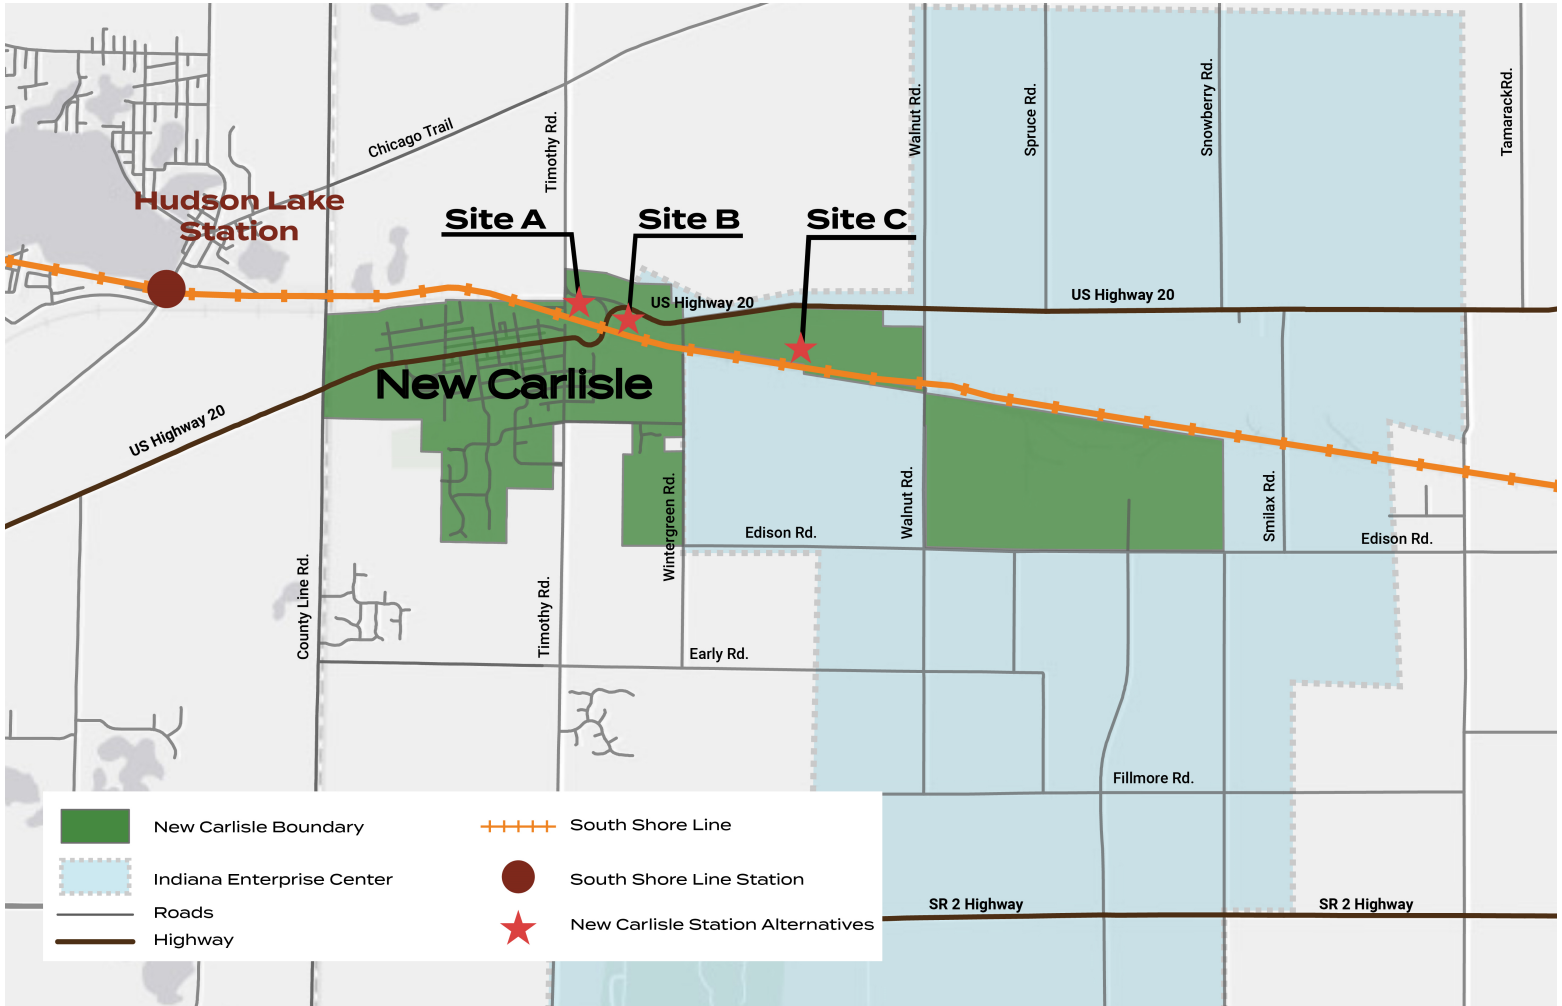 Chicago Trail
Timothy Rd.
Walnut Rd.
Spruce Rd.
Snowberry Rd.
TamarackRd.
Hudson Lake
Station
Site A
Site B
Site C
US Highway 20
US Highway 20
New Carlisle
US Highway 20
Wintergreen Rd.
Walnut Rd.
Smilax Rd.
Edison Rd.
Edison Rd.
County Line Rd.
Timothy Rd.
Early Rd.
Fillmore Rd.
SR 2 Highway
SR 2 Highway
New Carlisle Boundary
Indiana Enterprise Center
Roads
Highway
South Shore Line
South Shore Line Station
New Carlisle Station Alternatives